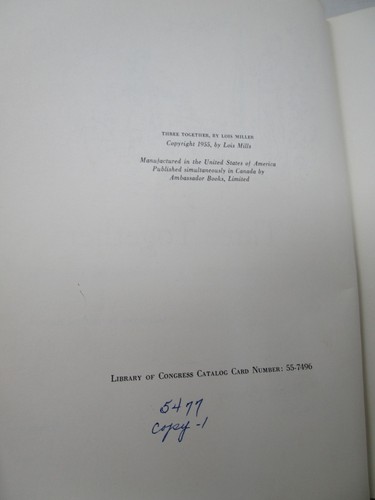 THREE TOGETHER, BY LOIS MILLES
Copyright 1955, by Lois Mills
Manufactured in the United States of America
Published simultaneously in Canada by
Ambassador Books, Limited
LIBRARY OF CONGRESS CATALOG CARD NUMBER: 55-7496
5477
copy-1